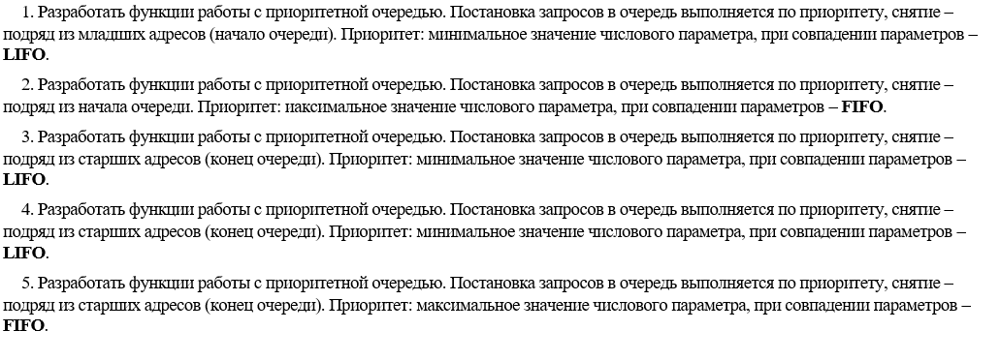 1. Разработать функции работы с приоритетной очередью. Постановка запросов в очередь выполняется по приоритету, снятие –
подряд из младших адресов (начало очереди). Приоритет: минимальное значение числового параметра, при совпадении параметров –
LIFO.
2. Разработать функции работы с приоритетной очередью. Постановка запросов в очередь выполняется по приоритету, снятие –
подряд из начала очереди. Приоритет: иаксимальное значение числового параметра, при совпадении параметров – FIFO.
3. Разработать функции работы с приоритетной очередью. Постановка запросов в очередь выполняется по приоритету, снятие –
подряд из старших адресов (конец очереди). Приоритет: минимальное значение числового параметра, при совпадении параметров –
LIFO.
4. Разработать функции работы с приоритетной очередью. Постановка запросов в очередь выполняется по приоритету, снятие –
подряд из старших адресов (конец очереди). Приоритет: минимальное значение числового параметра, при совпадении параметров –
LIFO.
5. Разработать функции работы с приоритетной очередью. Постановка запросов в очередь выполняется по приоритету, снятие –
подряд из старших адресов (конец очереди). Приоритет: максимальное значение числового параметра, при совпадении параметров –
FIFO.